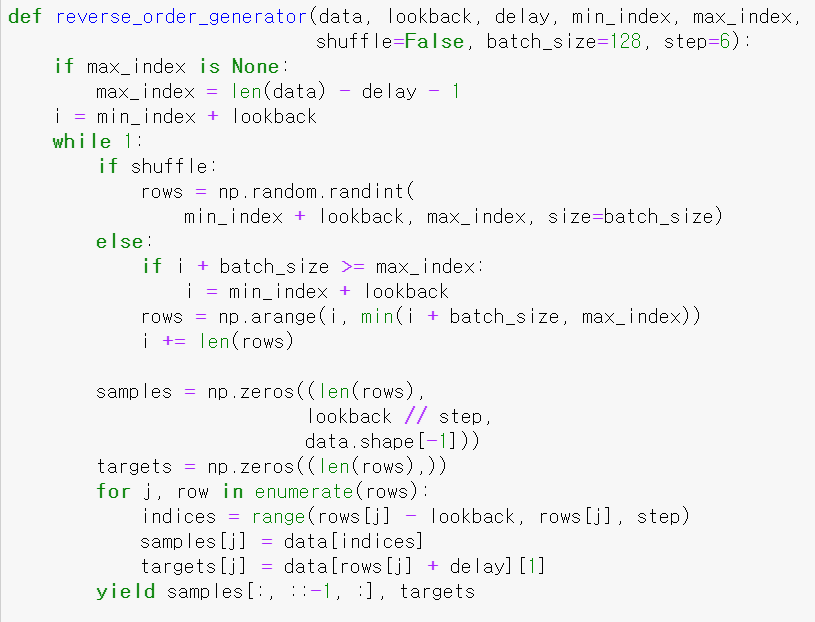 def reverse_order_generator(data, lookback, delay, min_index, max_index,
                            shuffle=False, batch_size=128, step=6):
    if max_index is None:
        max_index = len(data) - delay - 1
    i = min_index + lookback
    while 1:
        if shuffle:
            rows = np.random.randint(
                min_index + lookback, max_index, size=batch_size)
        else:
            if i + batch_size >= max_index:
                i = min_index + lookback
            rows = np.arange(i, min(i + batch_size, max_index))
            i += len(rows)

        samples = np.zeros((len(rows),
                           lookback // step,
                           data.shape[-1]))
        targets = np.zeros((len(rows),))
        for j, row in enumerate(rows):
            indices = range(rows[j] - lookback, rows[j], step)
            samples[j] = data[indices]
            targets[j] = data[rows[j] + delay][1]
        yield samples[:, ::-1, :], targets